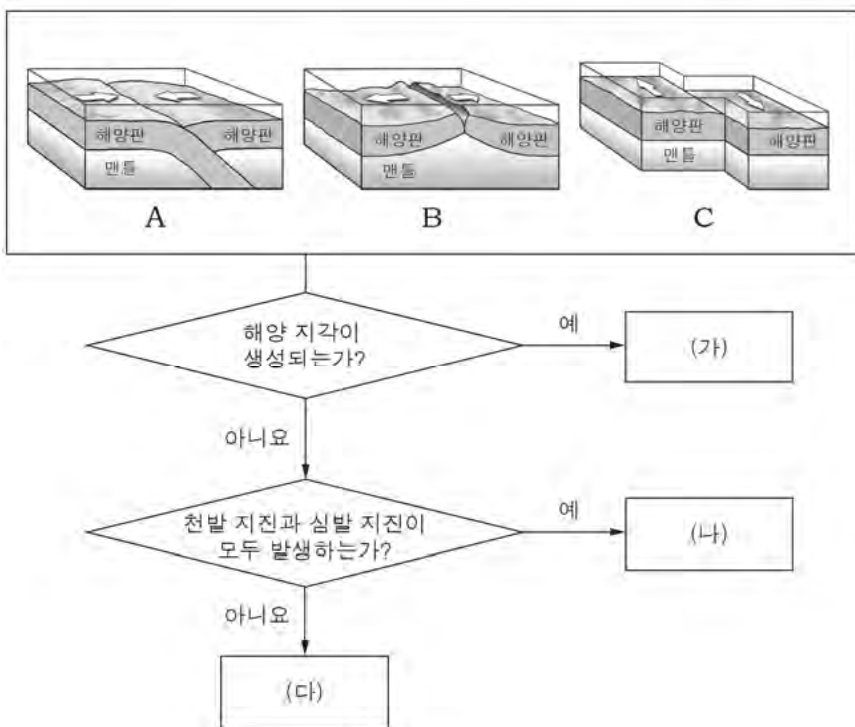 해양판
해양판
맨틀
A
해양판
해양판
맨틀
B
해양판
맨틀
해양판
C
해양 지각이
생성되는가?
예
(가)
아니요
천발 지진과 심발 지진이
모두 발생하는가?
예
(나)
아니요
(다)